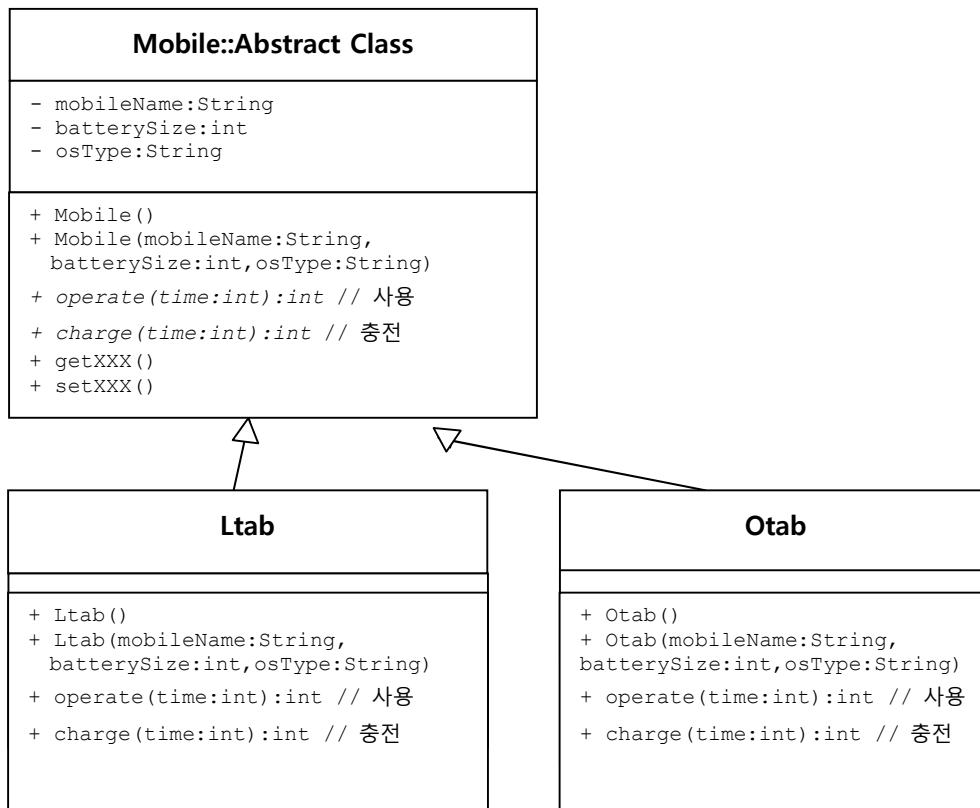 Mobile::Abstract Class
- mobileName:String
- batterySize:int
- osType:String
+ Mobile()
+ Mobile(mobileName:String,
batterySize:int,osType:String)
+ operate(time:int):int // 사용
+ charge(time:int):int // 충전
+ getXXX()
+ setXXX()
Ltab
+ Ltab()
+ Ltab(mobileName:String,
batterySize:int,osType:String)
+ operate(time:int):int // 사용
+ charge(time:int):int // 충전
Otab
+ Otab()
+ Otab(mobileName:String,
batterySize:int,osType:String)
+ operate(time:int):int // 사용
+ charge(time:int):int // 충전